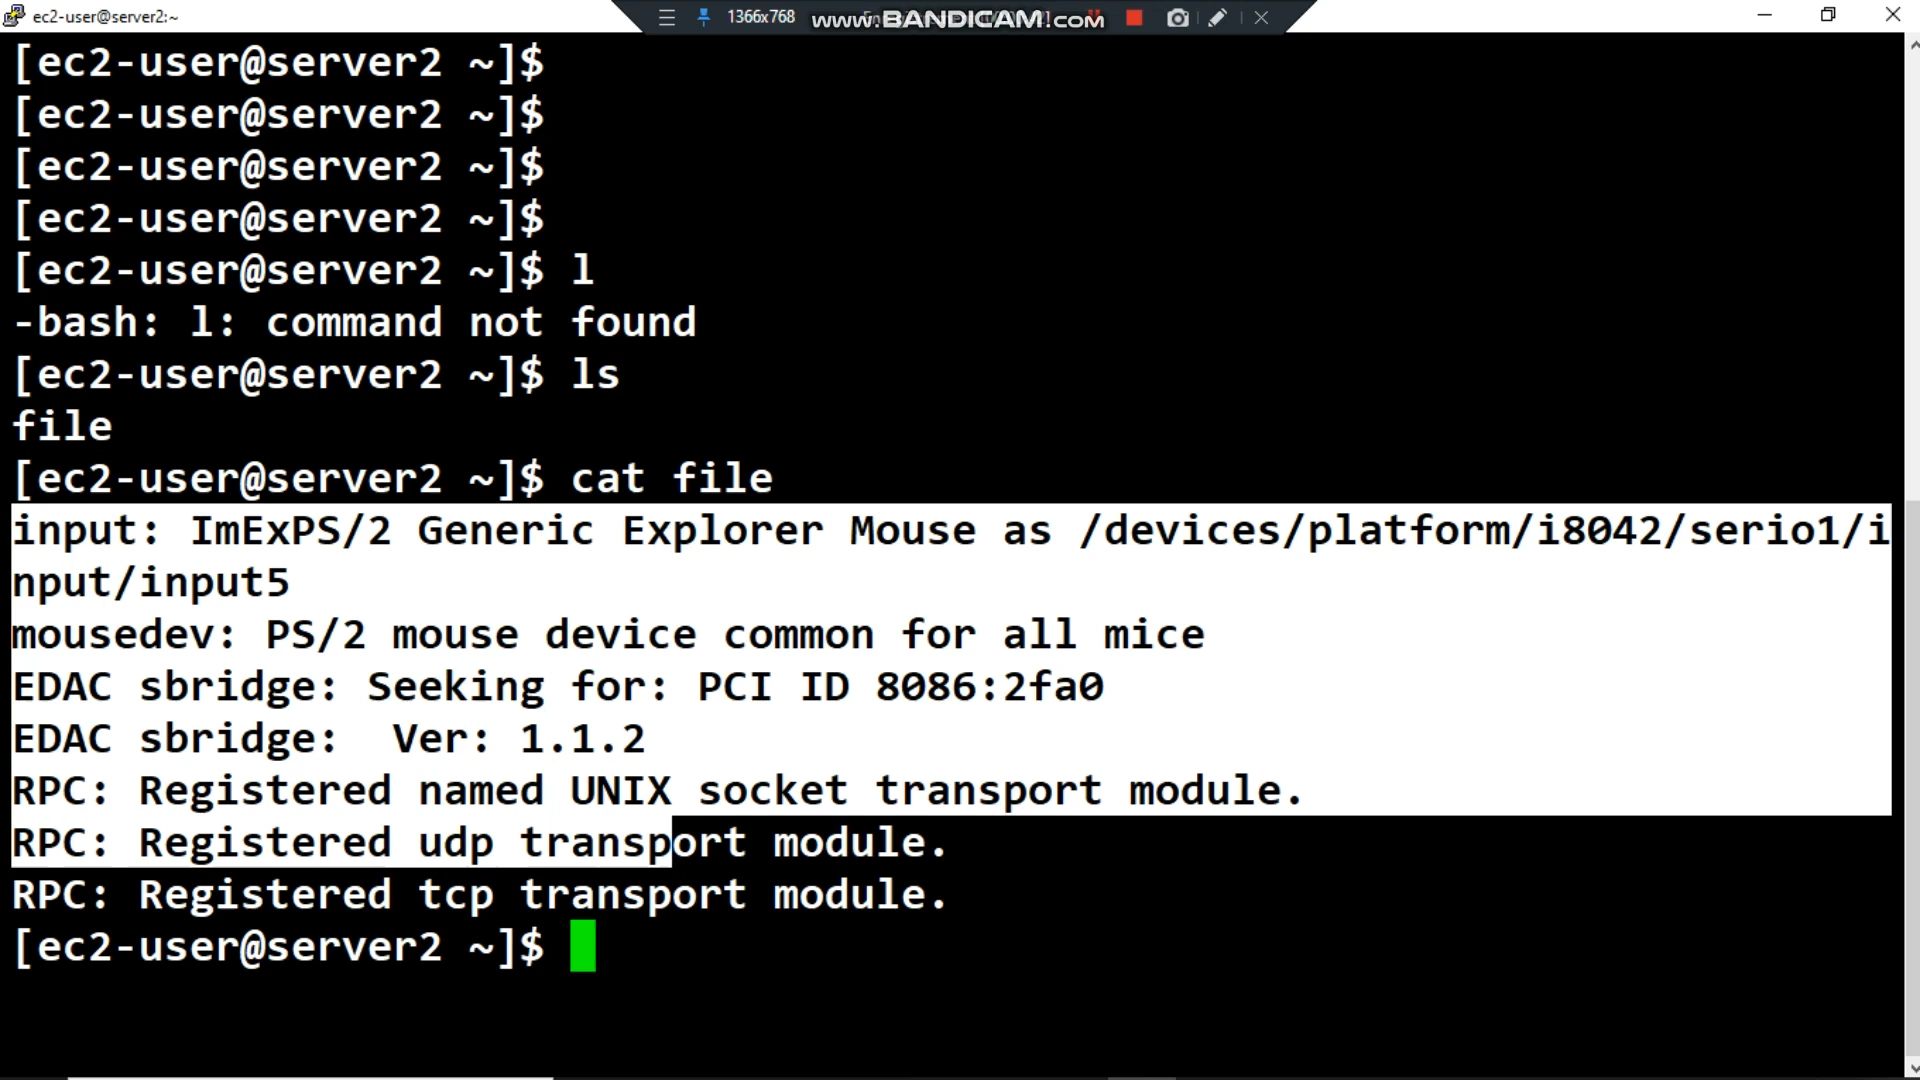 ec2-user@server2:~
1366x768
www.BANDICAM.com
[ec2-user@server2 ~]$
[ec2-user@server2 ~]$
[ec2-user@server2 ~]$
[ec2-user@server2 ~]$
[ec2-user@server2 ~]$ l
-bash: l: command not found
[ec2-user@server2 ~]$ ls
file
[ec2-user@server2 ~]$ cat file
input: ImExPS/2 Generic Explorer Mouse as /devices/platform/i8042/serio1/i
nput/input5
mousedev: PS/2 mouse device common for all mice
EDAC sbridge: Seeking for: PCI ID 8086:2fa0
EDAC sbridge:  Ver: 1.1.2
RPC: Registered named UNIX socket transport module.
RPC: Registered udp transport module.
RPC: Registered tcp transport module.
[ec2-user@server2 ~]$